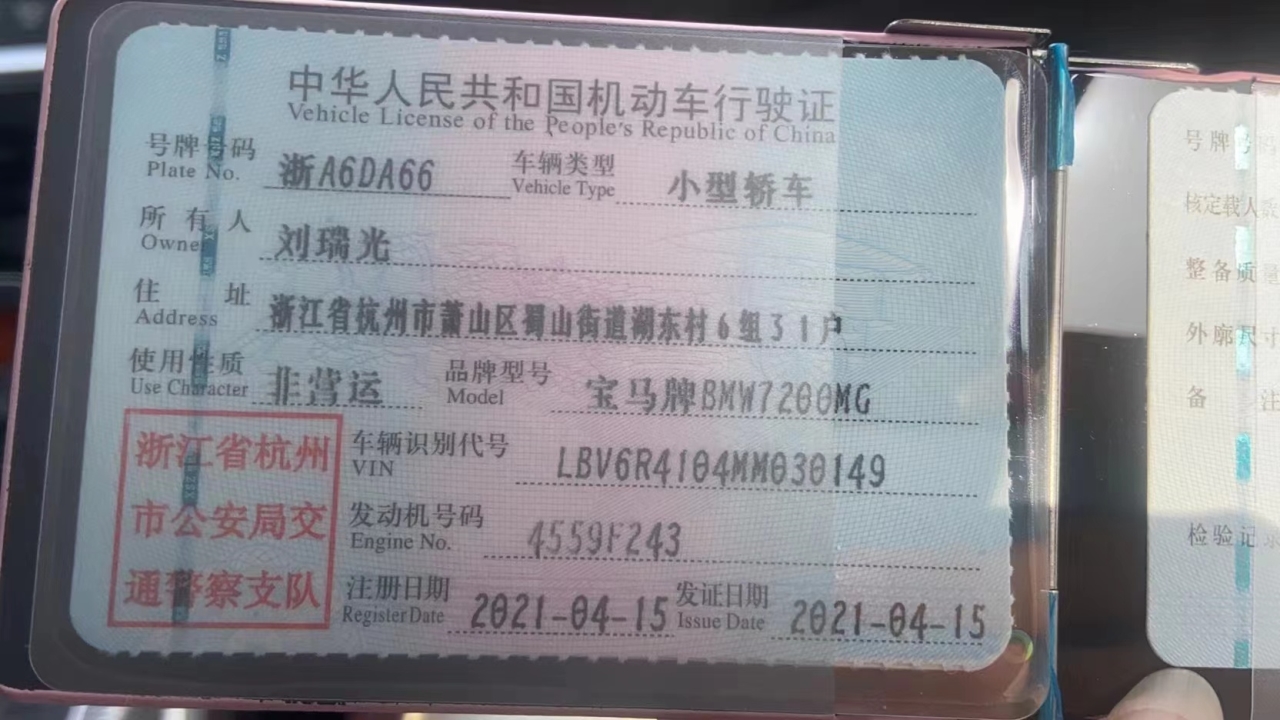 中华人民共和国机动车行驶证
Vehicle License of the People's Republic of China
号牌号码 浙A6DA66 车辆类型 小型轿车
Plate No. Vehicle Type
所有人 刘瑞光
Owner
住址 浙江省杭州市萧山区蜀山街道湖东村6组31户
Address
使用性质 非营运 品牌型号 宝马牌BMW7200MG
Use Character Model
浙江省杭州
市公安局交
通警察支队
车辆识别代号 LBV6R4104MM030149
VIN
发动机号码 4559F243
Engine No.
注册日期 2021-04-15 发证日期 2021-04-15
Register Date Issue Date
号牌号码
核定载人数
整备质量
外廓尺寸
备注
检验记录